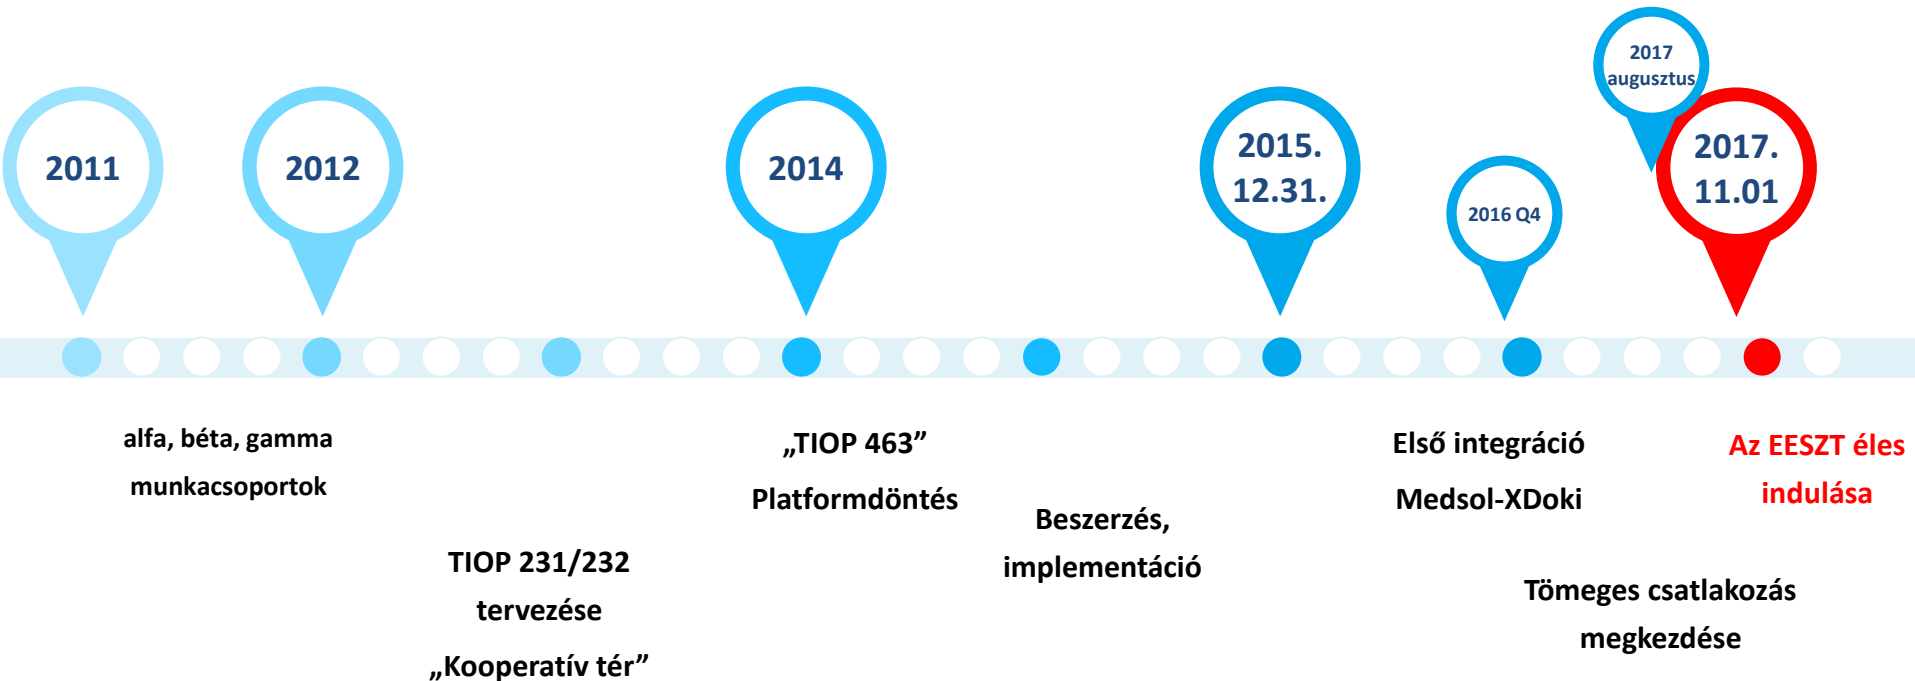 2011
2012
2014
2015.
12.31.
2016 Q4
2017
augusztus
2017.
11.01
alfa, béta, gamma
munkacsoportok
TIOP 231/232
tervezése
„Kooperatív tér”
„TIOP 463”
Platformdöntés
Beszerzés,
implementáció
Első integráció
Medsol-XDoki
Tömeges csatlakozás
megkezdése
Az EESZT éles
indulása